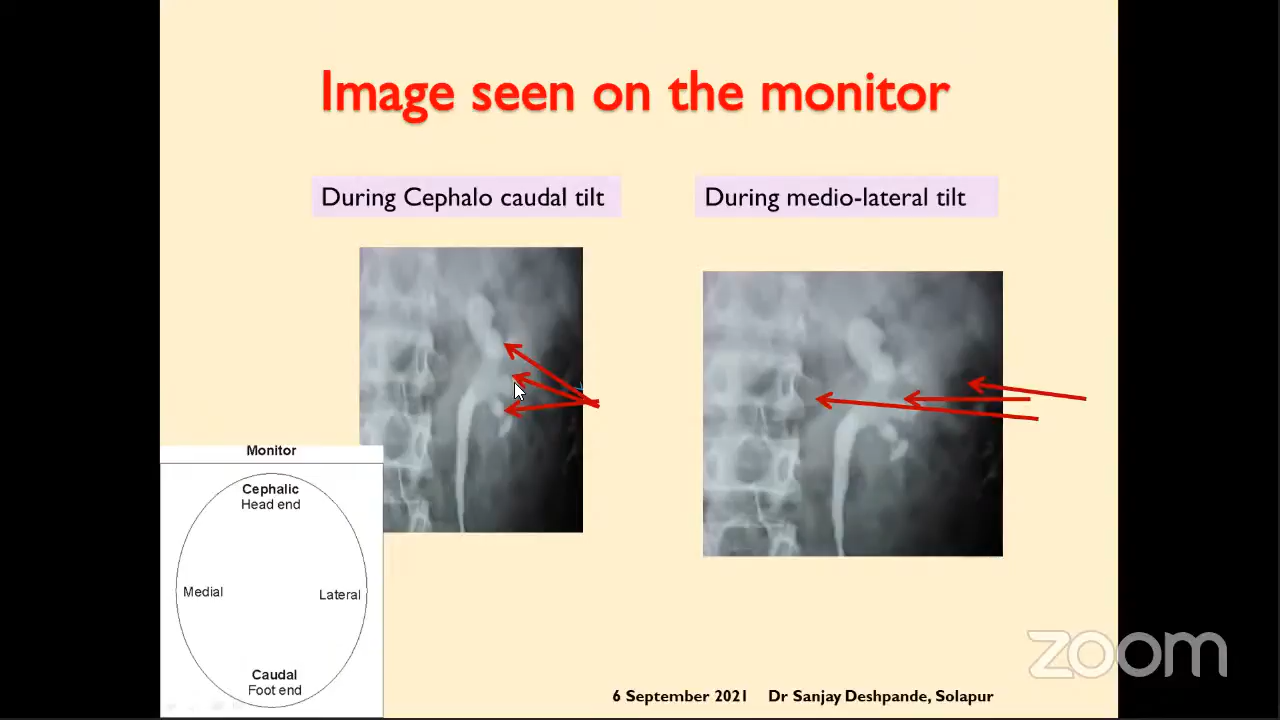 Image seen on the monitor
During Cephalo caudal tilt
During medio-lateral tilt
Monitor
Cephalic
Head end
Medial
Lateral
Caudal
Foot end
6 September 2021 Dr Sanjay Deshpande, Solapur
zoom